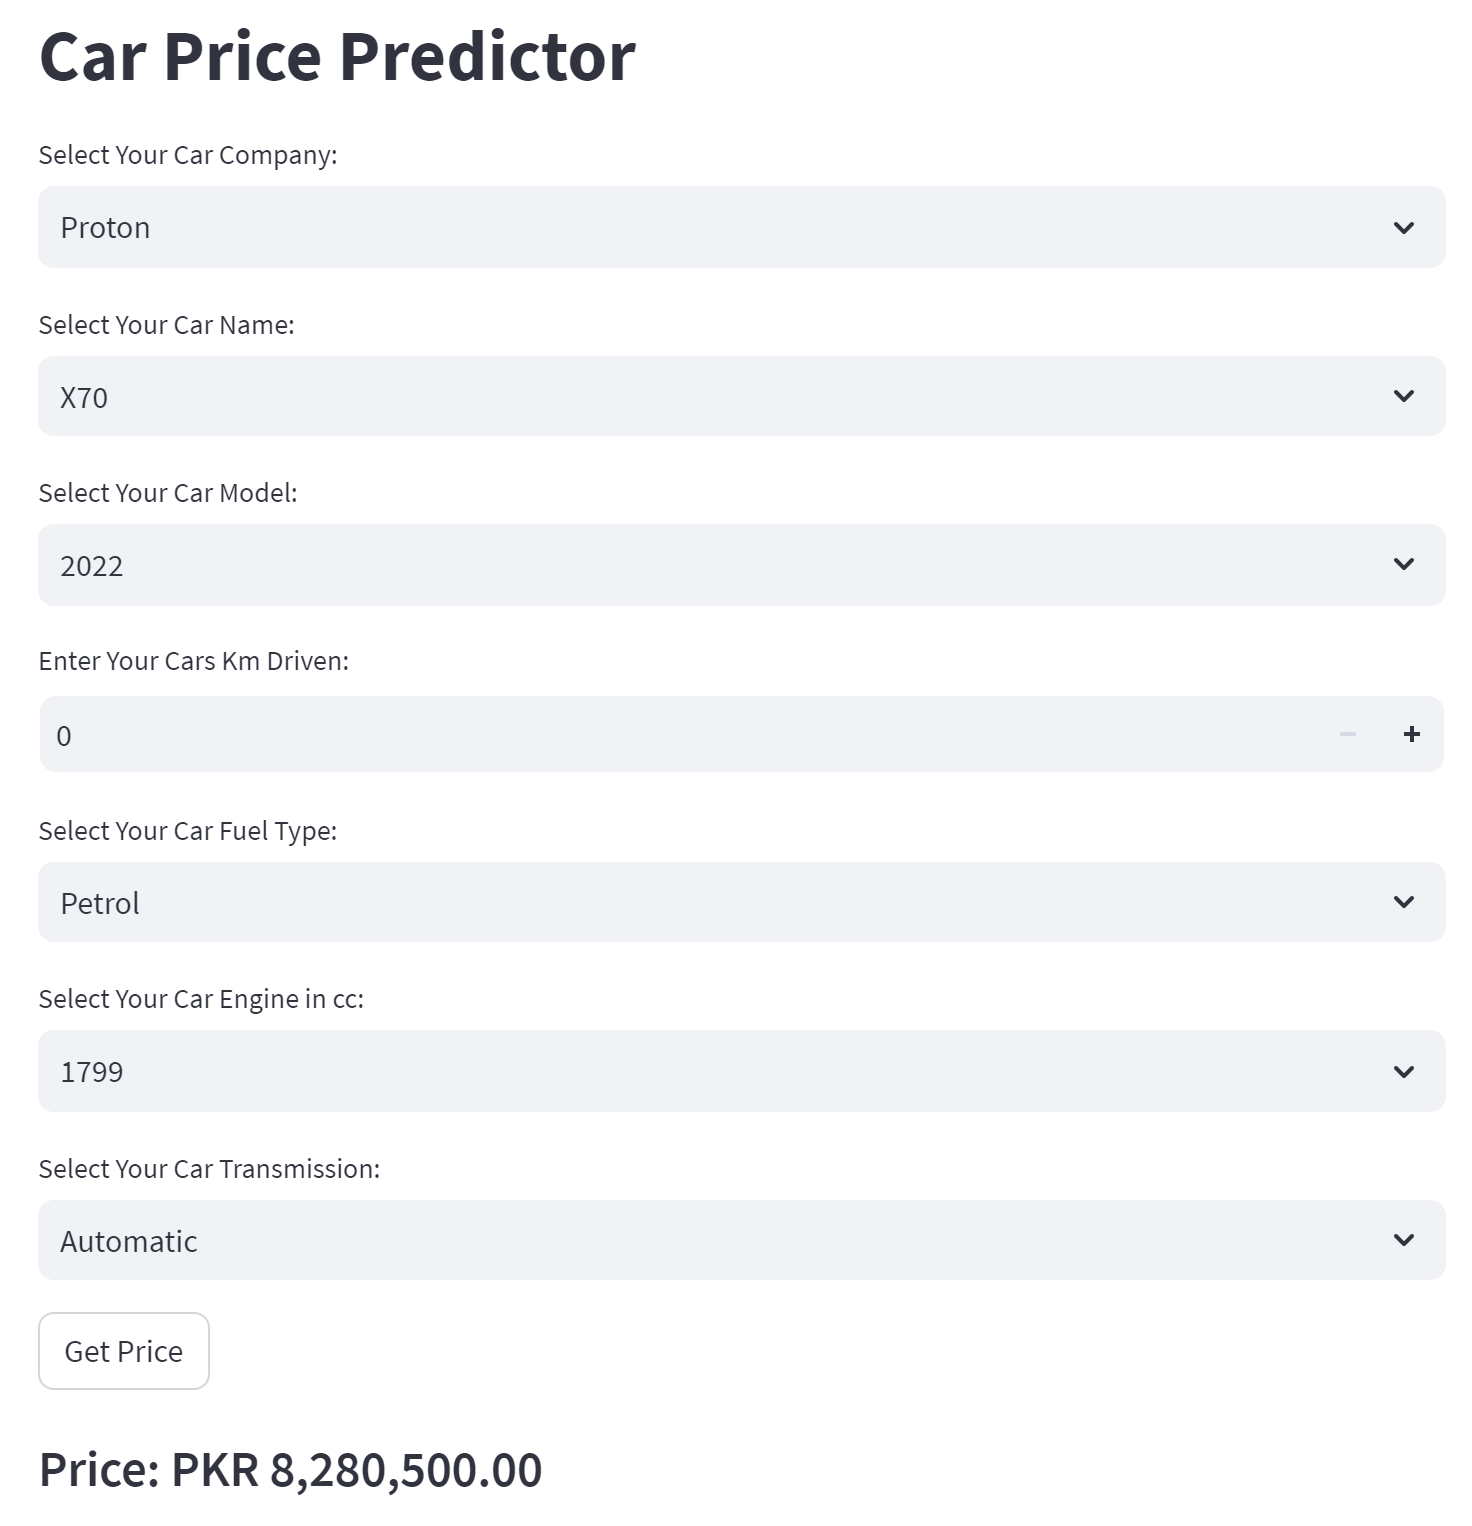 Car Price Predictor
Select Your Car Company:
Proton
Select Your Car Name:
X70
Select Your Car Model:
2022
Enter Your Cars Km Driven:
0
Select Your Car Fuel Type:
Petrol
Select Your Car Engine in cc:
1799
Select Your Car Transmission:
Automatic
Get Price
Price: PKR 8,280,500.00